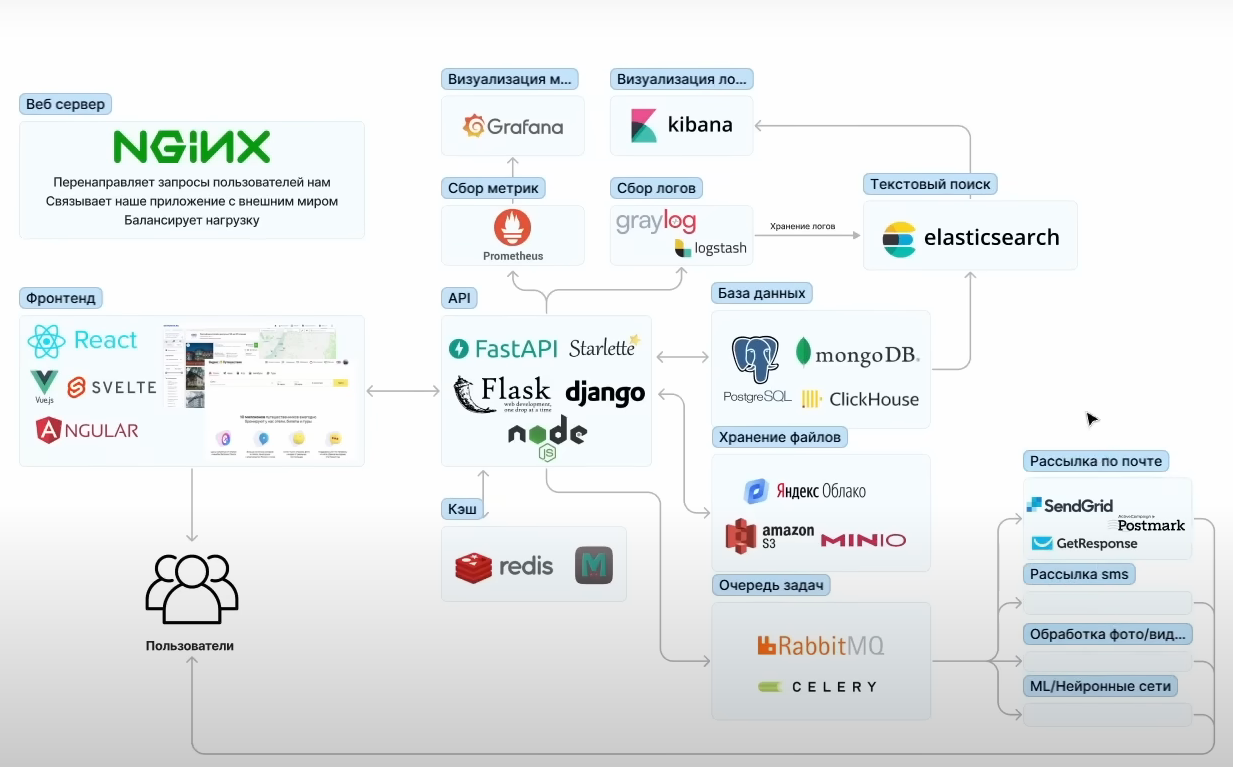 Веб сервер
NGINX
Перенаправляет запросы пользователей нам
Связывает наше приложение с внешним миром
Балансирует нагрузку
Визуализация м...
Grafana
Визуализация ло...
kibana
Сбор метрик
Prometheus
Сбор логов
graylog
logstash
Хранение логов
Текстовый поиск
elasticsearch
Фронтенд
React
Vue.js
SVELTE
ANGULAR
API
FastAPI
Starlette
Flask
web development,
one drop at a time
django
node
JS
База данных
PostgreSQL
mongoDB.
ClickHouse
Хранение файлов
Яндекс Облако
amazon
S3
MINIO
Кэш
redis
M
Очередь задач
RabbitMQ
CELERY
Рассылка по почте
SendGrid
ActiveCampaign's
Postmark
GetResponse
Рассылка sms
Обработка фото/вид...
ML/Нейронные сети
Пользователи